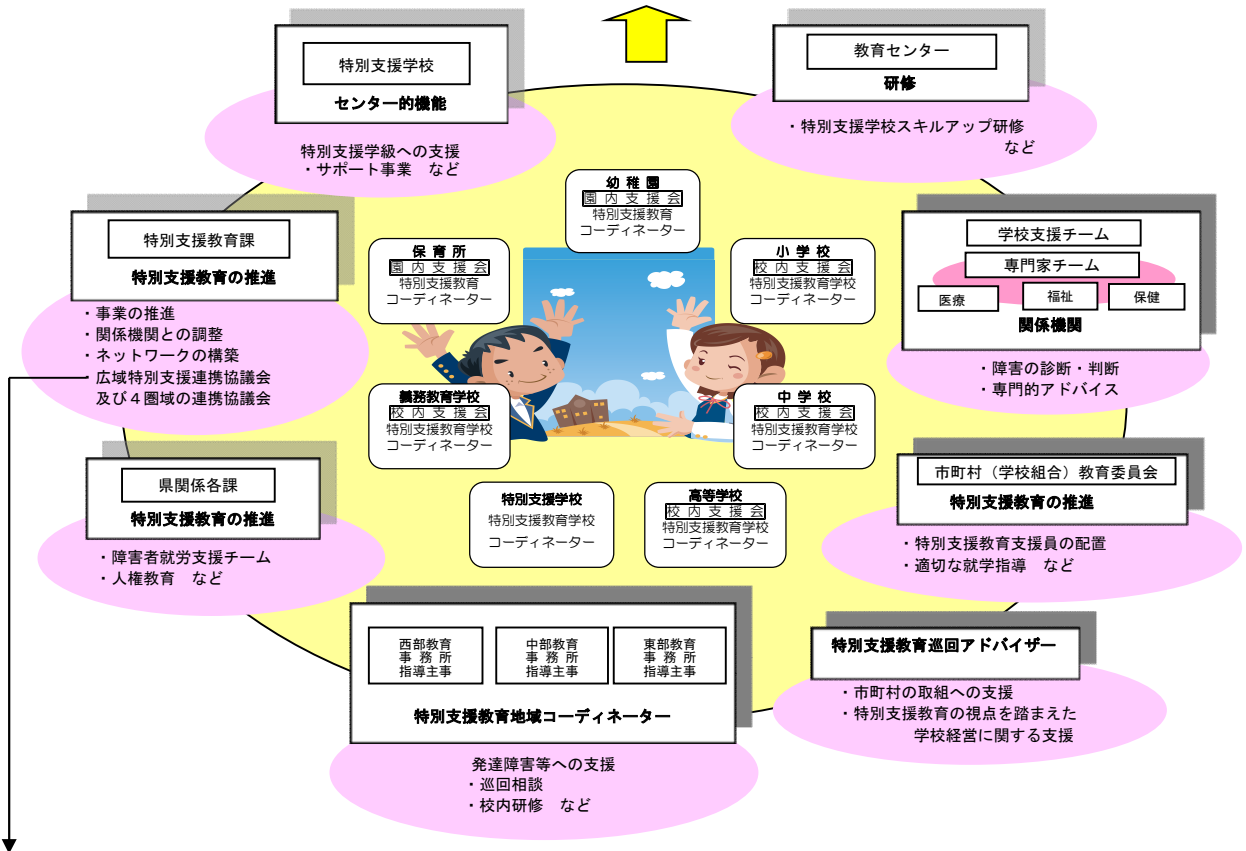 特別支援学校
センター的機能
特別支援学級への支援
・サポート事業　など
教育センター
研修
・特別支援学校スキルアップ研修
など
特別支援教育課
特別支援教育の推進
・事業の推進
・関係機関との調整
・ネットワークの構築
・広域特別支援連携協議会
及び４圏域の連携協議会
学校支援チーム
専門家チーム
医療
福祉
保健
関係機関
・障害の診断・判断
・専門的アドバイス
幼稚園
園内支援会
特別支援教育
コーディネーター
保育所
園内支援会
特別支援教育
コーディネーター
小学校
校内支援会
特別支援教育学校
コーディネーター
義務教育学校
校内支援会
特別支援教育学校
コーディネーター
中学校
校内支援会
特別支援教育学校
コーディネーター
特別支援学校
特別支援教育学校
コーディネーター
高等学校
校内支援会
特別支援教育学校
コーディネーター
県関係各課
特別支援教育の推進
・障害者就労支援チーム
・人権教育　など
市町村（学校組合）教育委員会
特別支援教育の推進
・特別支援教育支援員の配置
・適切な就学指導　など
西部教育
事務所
指導主事
中部教育
事務所
指導主事
東部教育
事務所
指導主事
特別支援教育地域コーディネーター
発達障害等への支援
・巡回相談
・校内研修　など
特別支援教育巡回アドバイザー
・市町村の取組への支援
・特別支援教育の視点を踏まえた
学校経営に関する支援